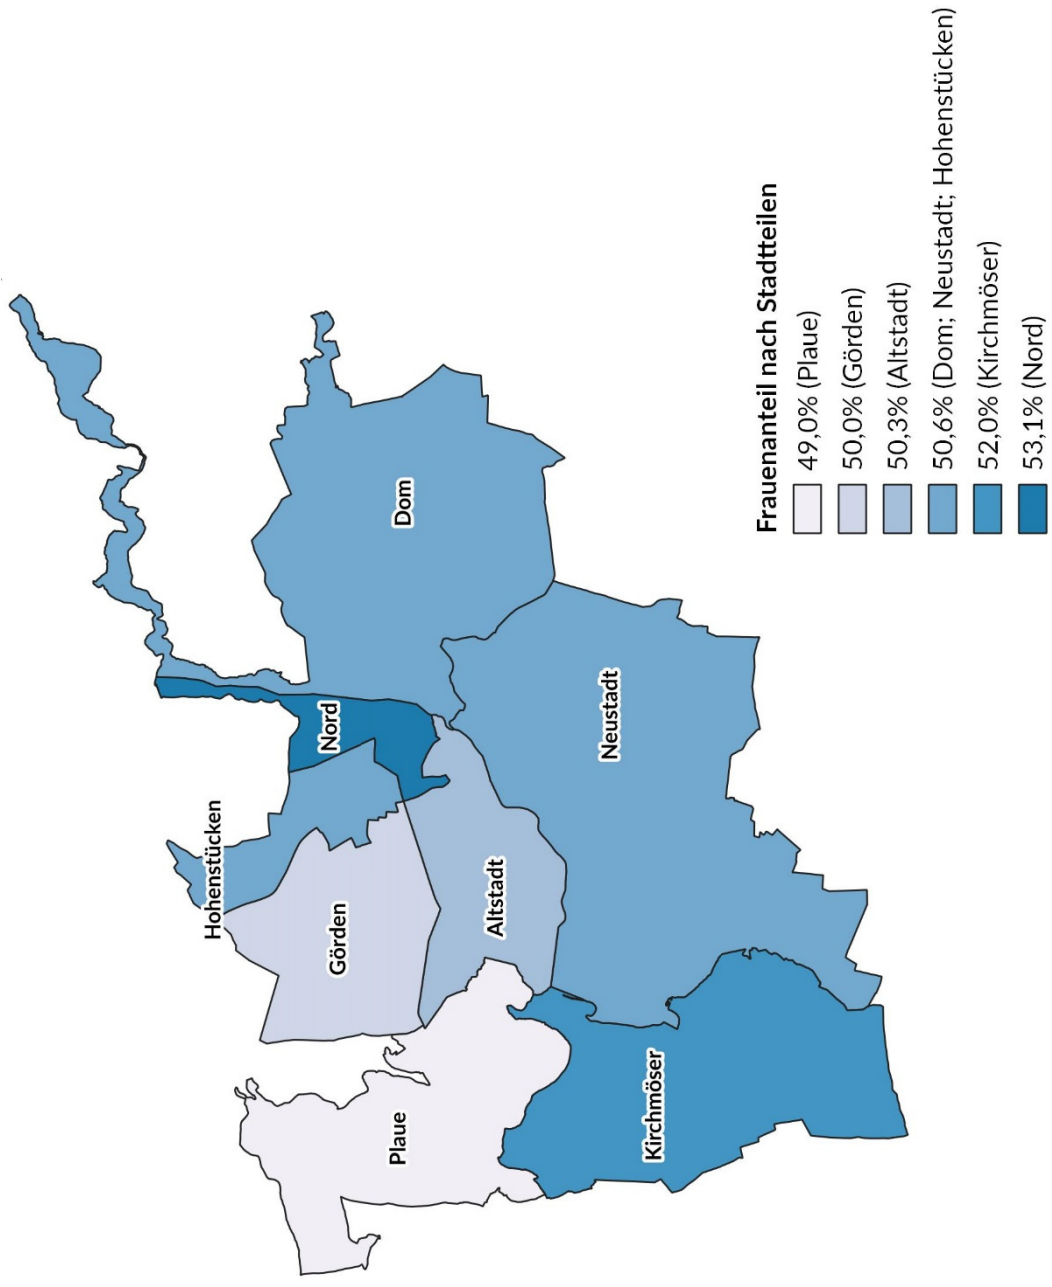 Hohenstücken
Nord
Dom
Görden
Altstadt
Plaue
Neustadt
Kirchmöser
Frauenanteil nach Stadtteilen
49,0% (Plaue)
50,0% (Görden)
50,3% (Altstadt)
50,6% (Dom; Neustadt; Hohenstücken)
52,0% (Kirchmöser)
53,1% (Nord)